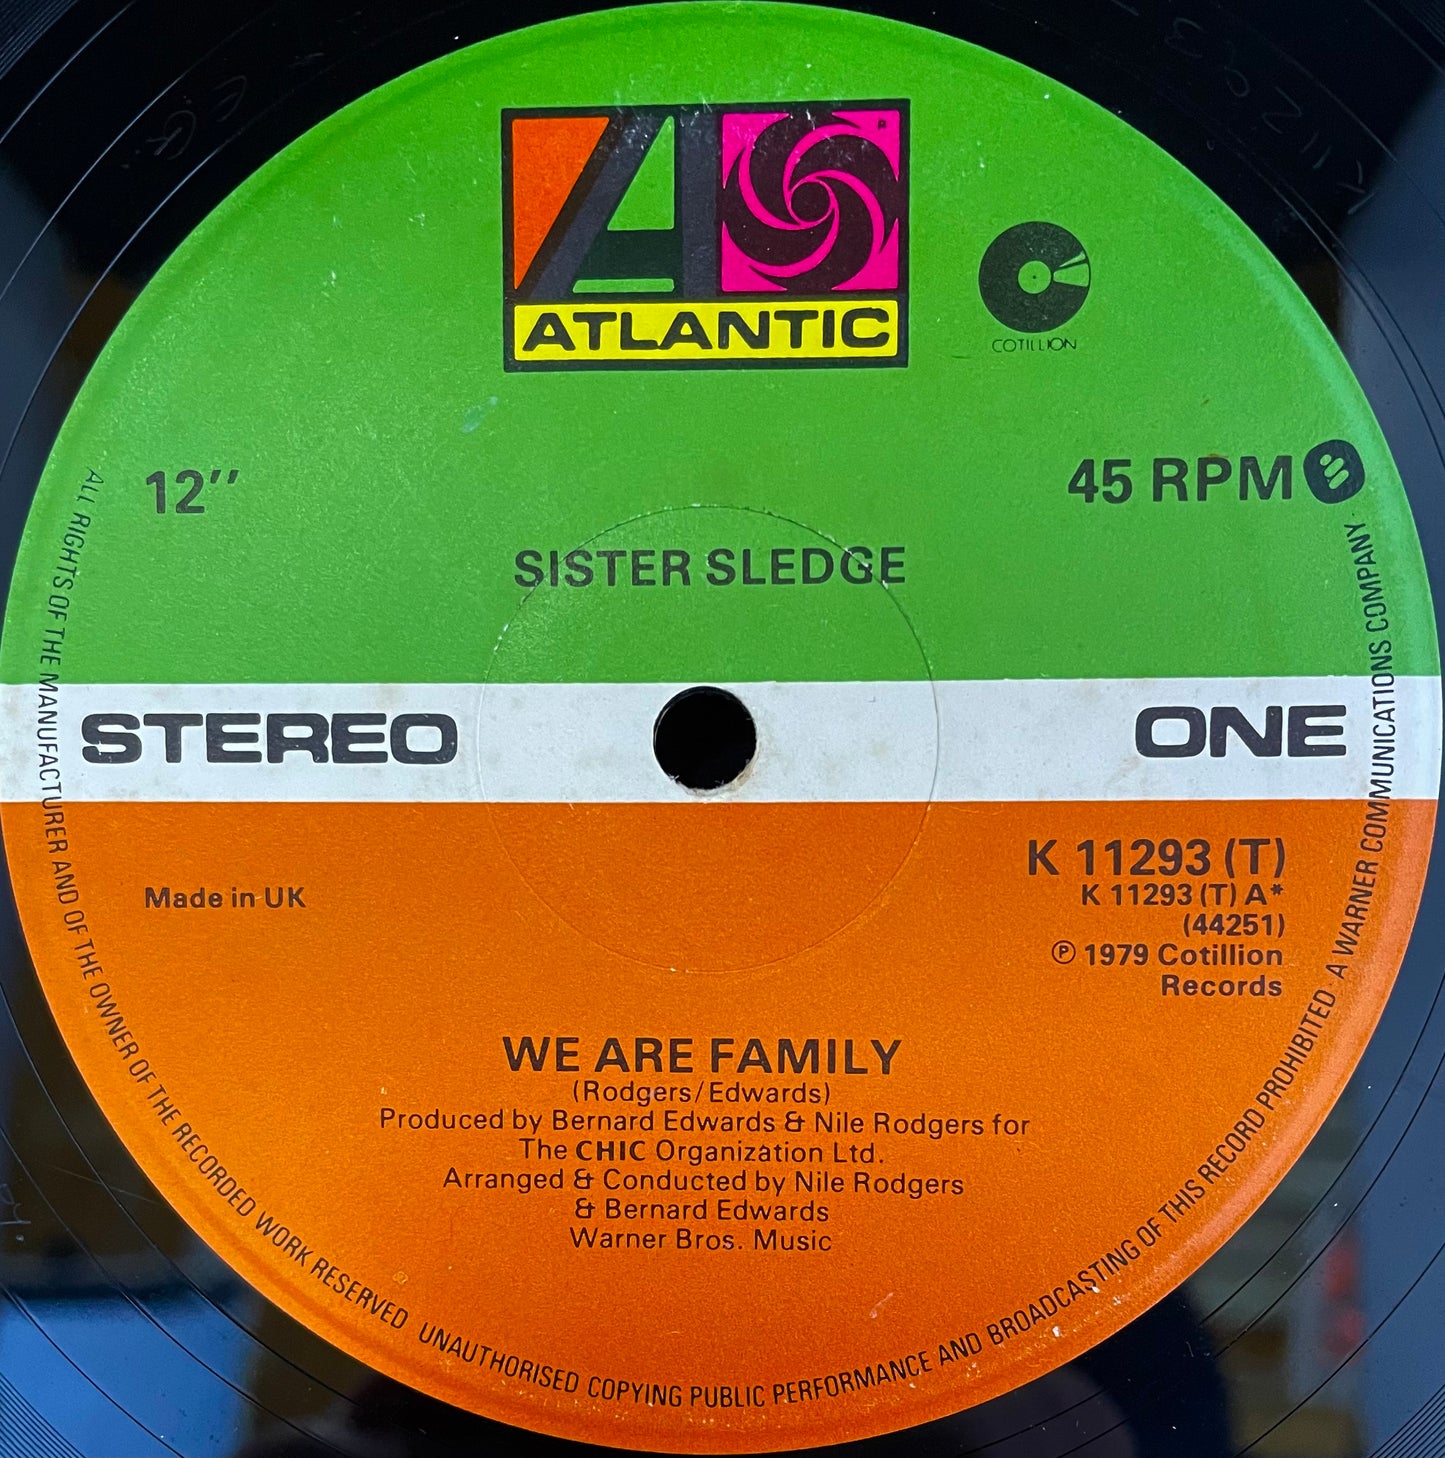 ATLANTIC
COTILLION
12"
45 RPM
SISTER SLEDGE
STEREO
ONE
K 11293 (T)
K 11293 (T) A*
(44251)
Ⓟ 1979 Cotillion
Records
Made in UK
WE ARE FAMILY
(Rodgers/Edwards)
Produced by Bernard Edwards & Nile Rodgers for
The CHIC Organization Ltd.
Arranged & Conducted by Nile Rodgers
& Bernard Edwards
Warner Bros. Music
ALL RIGHTS OF THE MANUFACTURER AND OF THE OWNER OF THE RECORDED WORK RESERVED UNAUTHORISED COPYING PUBLIC PERFORMANCE AND BROADCASTING OF THIS RECORD PROHIBITED · A WARNER COMMUNICATIONS COMPANY ·